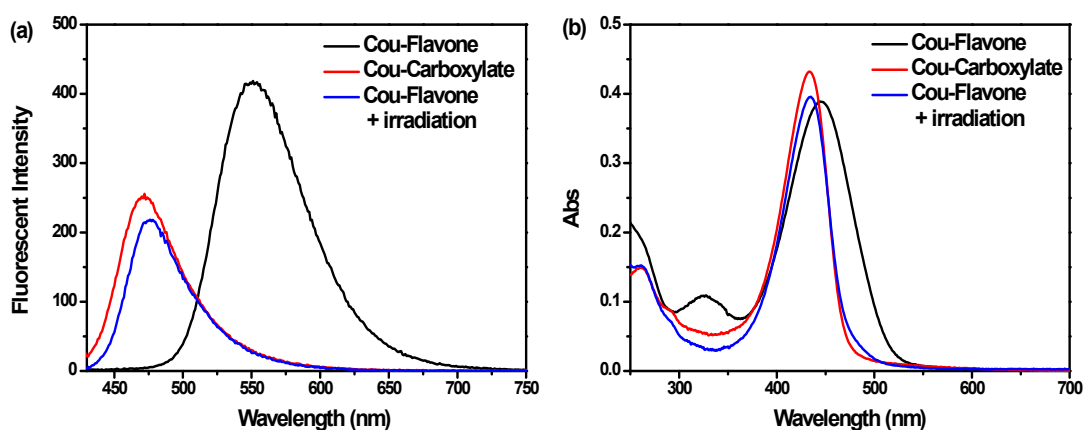 (a)
500
400
300
200
100
0
Fluorescent Intensity
450 500 550 600 650 700 750
Wavelength (nm)
Cou-Flavone
Cou-Carboxylate
Cou-Flavone
+ irradiation
(b)
0.5
0.4
0.3
0.2
0.1
0.0
Abs
300 400 500 600 700
Wavelength (nm)
Cou-Flavone
Cou-Carboxylate
Cou-Flavone
+ irradiation